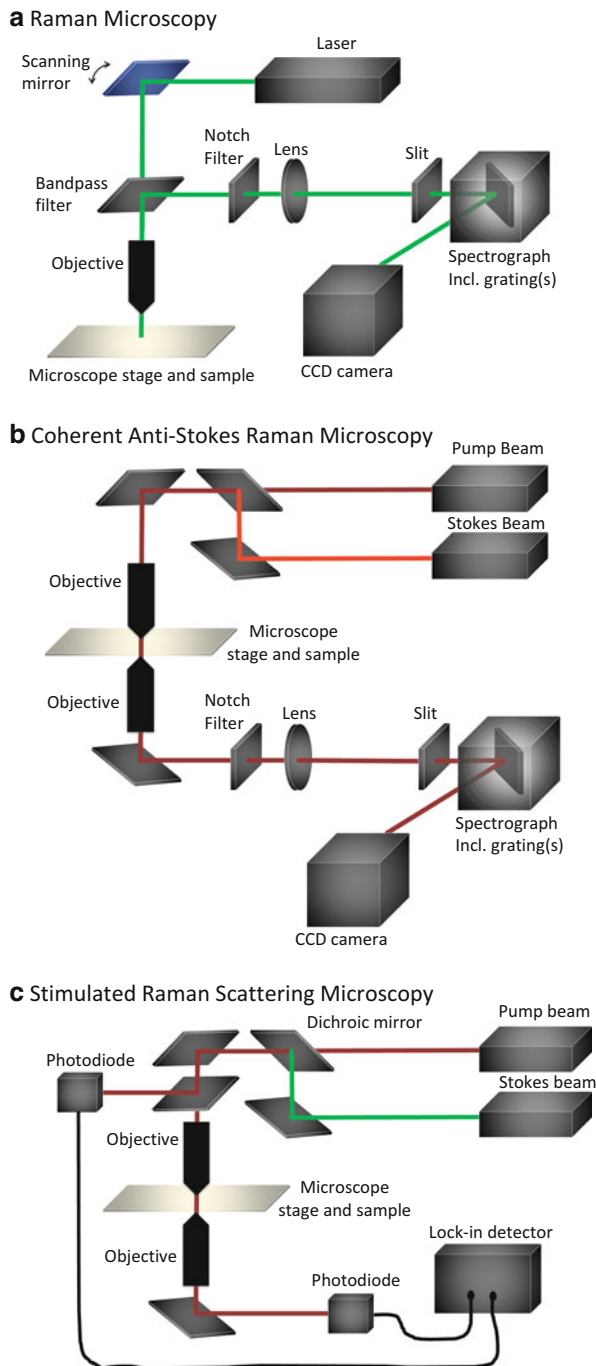 a Raman Microscopy
Laser
Scanning
mirror
Notch
Filter
Lens
Slit
Bandpass
filter
Objective
Spectrograph
Incl. grating(s)
Microscope stage and sample
CCD camera
b Coherent Anti-Stokes Raman Microscopy
Pump Beam
Stokes Beam
Objective
Microscope
stage and sample
Objective
Notch
Filter
Lens
Slit
Spectrograph
Incl. grating(s)
CCD camera
c Stimulated Raman Scattering Microscopy
Dichroic mirror
Pump beam
Photodiode
Stokes beam
Objective
Microscope
stage and sample
Lock-in detector
Objective
Photodiode